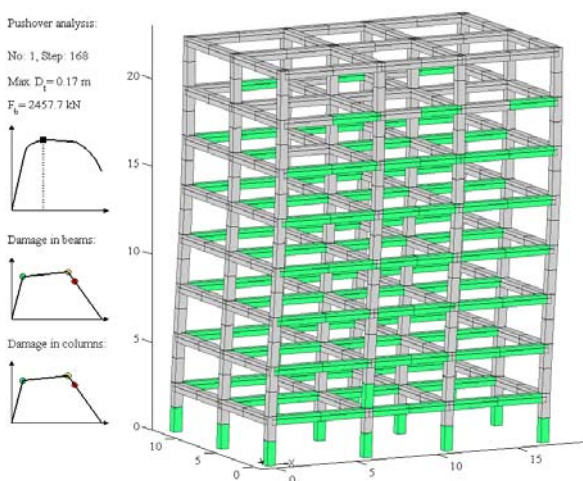 Pushover analysis:
No: 1, Step: 168
Max. D_t = 0.17 m
F_b = 2457.7 kN
Damage in beams:
Damage in columns:
20
15
10
5
0
10
5
0
0
5
10
15
X